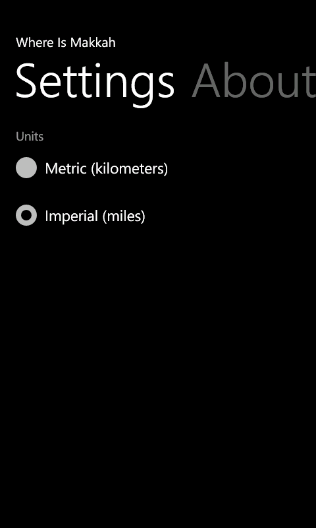 Where Is Makkah
Settings About
Units
Metric (kilometers)
Imperial (miles)